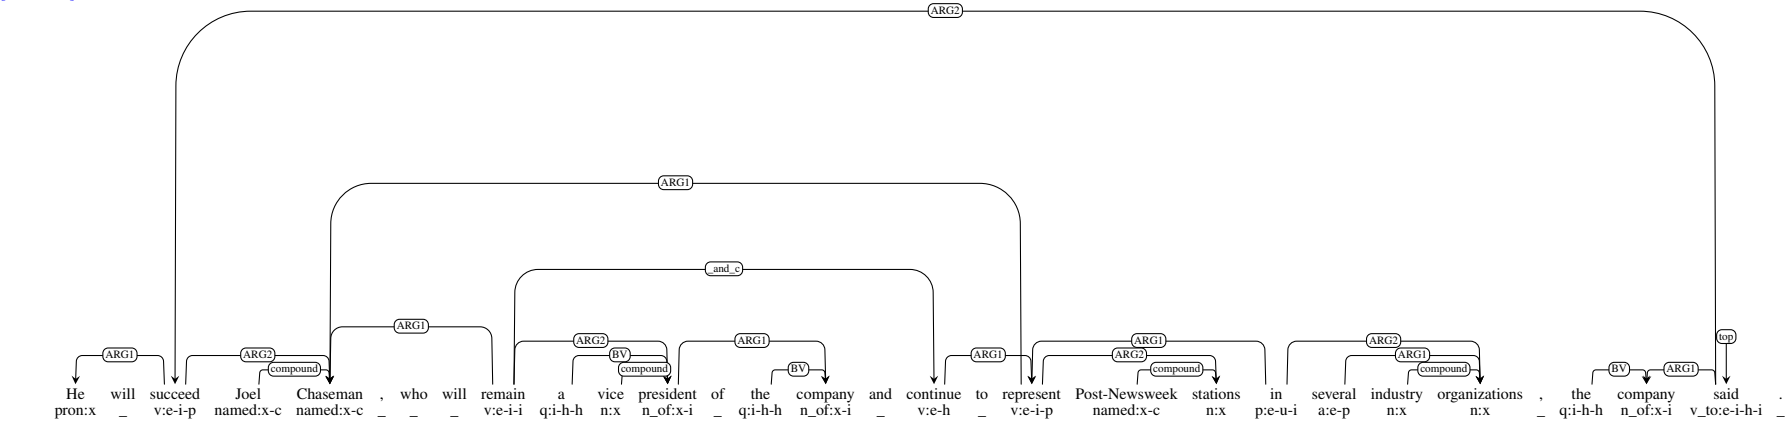 ARG2
ARG1
_and_c
ARG1
top
ARG2 ARG1 ARG1 ARG2
ARG1 ARG2 BV ARG1 ARG2 ARG1
compound compound BV compound compound BV ARG1
He will succeed Joel Chaseman , who will remain a vice president of the company and continue to represent Post-Newsweek stations in several industry organizations , the company said .
pron:x _ v:e-i-p named:x-c named:x-c _ _ _ v:e-i-i q:i-h-h n:x n_of:x-i _ q:i-h-h n_of:x-i _ v:e-h _ v:e-i-p named:x-c n:x p:e-u-i a:e-p n:x n:x _ q:i-h-h n_of:x-i v_to:e-i-h-i _